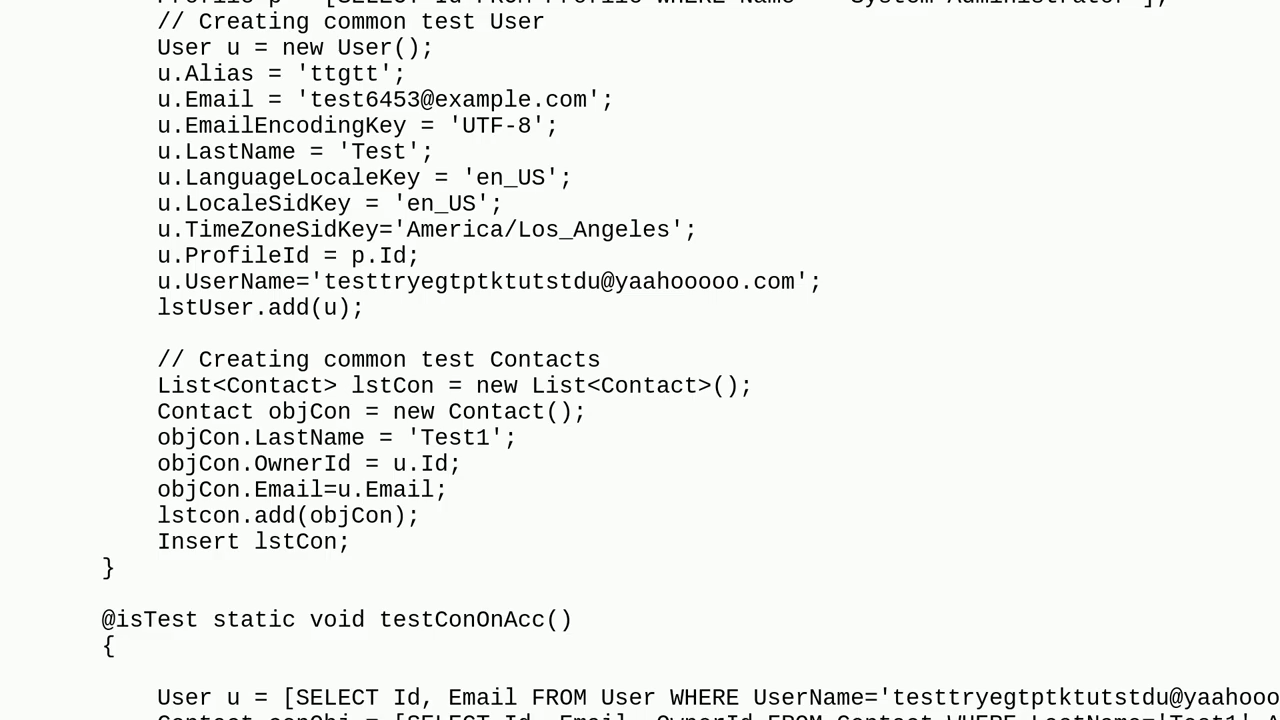 // Creating common test User
User u = new User();
u.Alias = 'ttgtt';
u.Email = 'test6453@example.com';
u.EmailEncodingKey = 'UTF-8';
u.LastName = 'Test';
u.LanguageLocaleKey = 'en_US';
u.LocaleSidKey = 'en_US';
u.TimeZoneSidKey='America/Los_Angeles';
u.ProfileId = p.Id;
u.UserName='testtryegtptktutstdu@yaahooooo.com';
lstUser.add(u);
// Creating common test Contacts
List<Contact> lstCon = new List<Contact>();
Contact objCon = new Contact();
objCon.LastName = 'Test1';
objCon.OwnerId = u.Id;
objCon.Email=u.Email;
lstcon.add(objCon);
Insert lstCon;
}
@isTest static void testConOnAcc()
{
User u = [SELECT Id, Email FROM User WHERE UserName='testtryegtptktutstdu@yaahooo